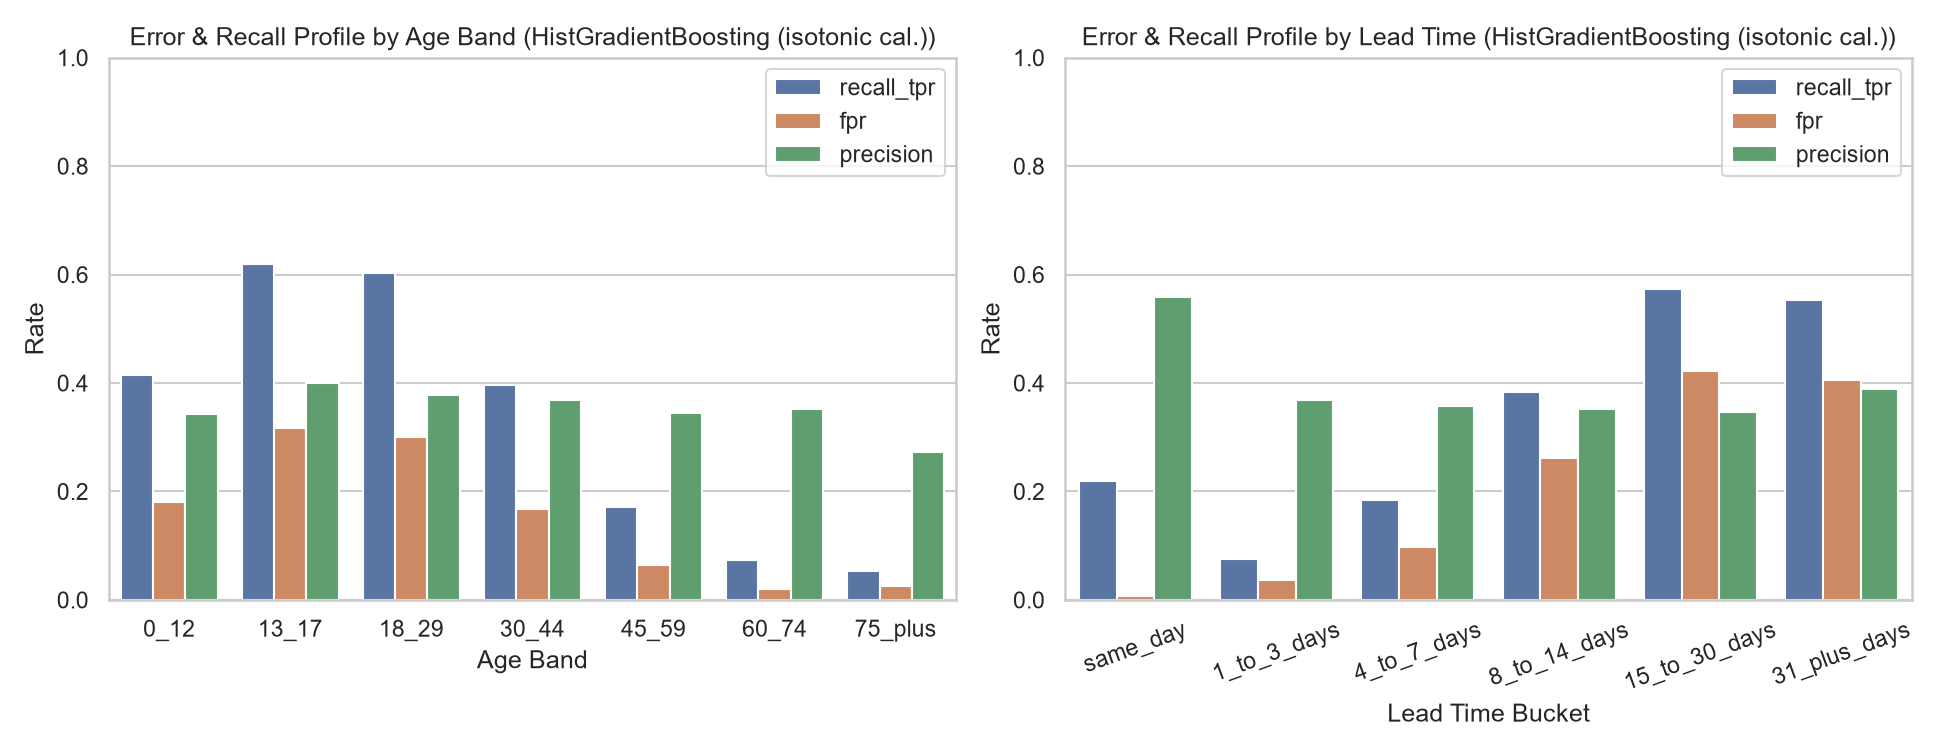 Error & Recall Profile by Age Band (HistGradientBoosting (isotonic cal.))
1.0
0.8
0.6
0.4
0.2
0.0
Rate
recall_tpr
fpr
precision
0_12 13_17 18_29 30_44 45_59 60_74 75_plus
Age Band
Error & Recall Profile by Lead Time (HistGradientBoosting (isotonic cal.))
1.0
0.8
0.6
0.4
0.2
0.0
Rate
recall_tpr
fpr
precision
same_day 1_to_3_days 4_to_7_days 8_to_14_days 15_to_30_days 31_plus_days
Lead Time Bucket